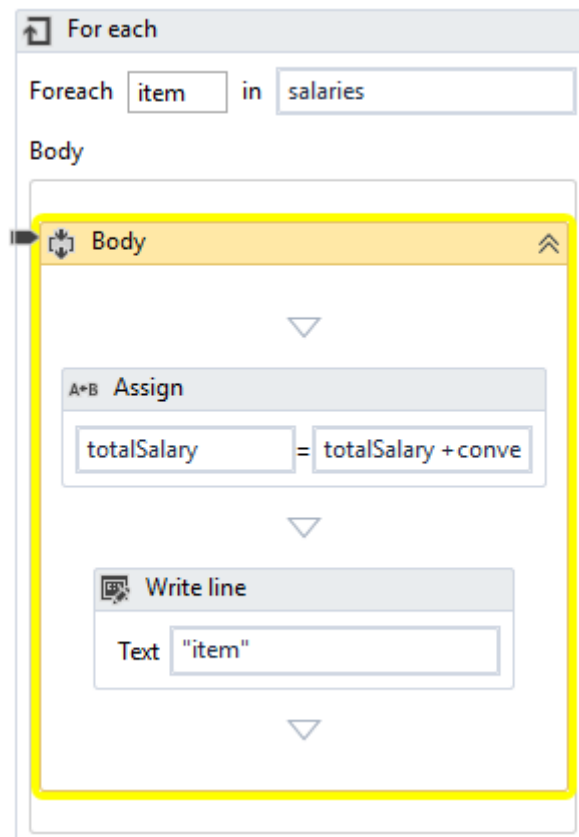 For each
Foreach item in salaries
Body
Body
A+B Assign
totalSalary = totalSalary +conve
Write line
Text "item"